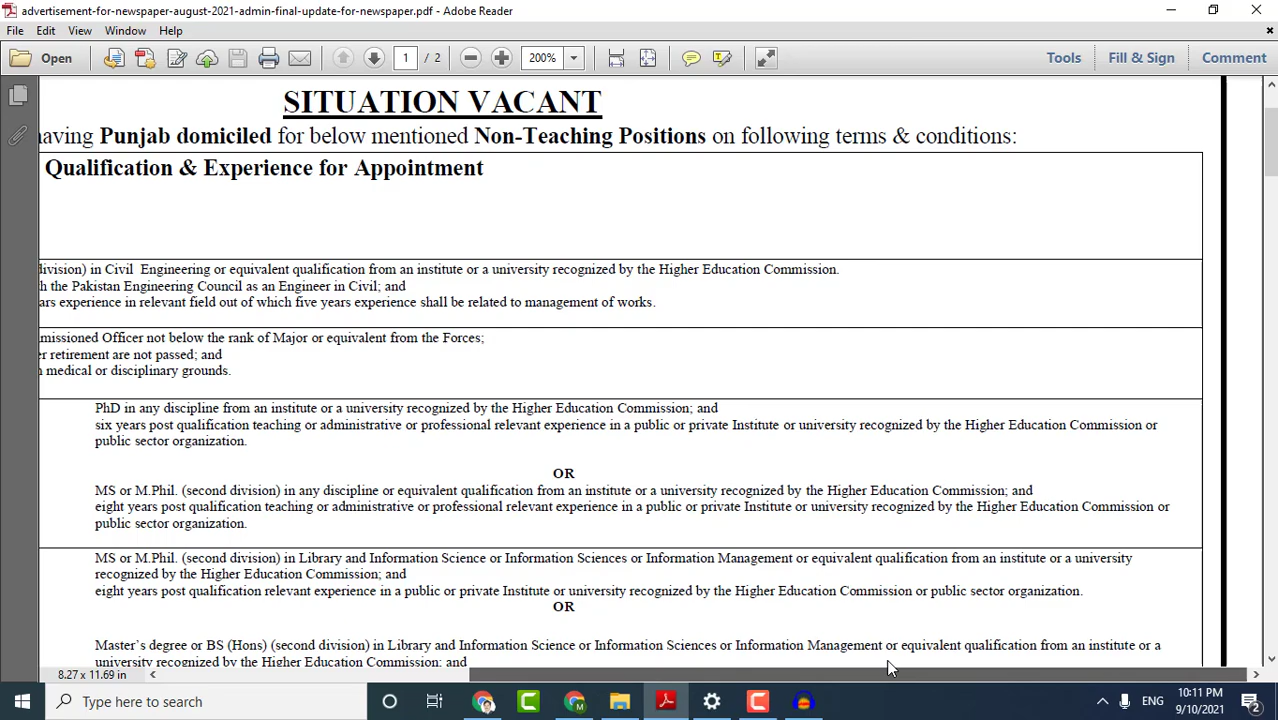 advertisement-for-newspaper-august-2021-admin-final-update-for-newspaper.pdf - Adobe Reader
File Edit View Window Help
Open 1 / 2 200% Tools Fill & Sign Comment
SITUATION VACANT
having Punjab domiciled for below mentioned Non-Teaching Positions on following terms & conditions:
Qualification & Experience for Appointment
division) in Civil Engineering or equivalent qualification from an institute or a university recognized by the Higher Education Commission.
the Pakistan Engineering Council as an Engineer in Civil; and
experience in relevant field out of which five years experience shall be related to management of works.
Officer not below the rank of Major or equivalent from the Forces;
retirement are not passed; and
medical or disciplinary grounds.
PhD in any discipline from an institute or a university recognized by the Higher Education Commission; and
six years post qualification teaching or administrative or professional relevant experience in a public or private Institute or university recognized by the Higher Education Commission or
public sector organization.
OR
MS or M.Phil. (second division) in any discipline or equivalent qualification from an institute or a university recognized by the Higher Education Commission; and
eight years post qualification teaching or administrative or professional relevant experience in a public or private Institute or university recognized by the Higher Education Commission or
public sector organization.
MS or M.Phil. (second division) in Library and Information Science or Information Sciences or Information Management or equivalent qualification from an institute or a university
recognized by the Higher Education Commission; and
eight years post qualification relevant experience in a public or private Institute or university recognized by the Higher Education Commission or public sector organization.
OR
Master's degree or BS (Hons) (second division) in Library and Information Science or Information Sciences or Information Management or equivalent qualification from an institute or a
university recognized by the Higher Education Commission; and
8.27 x 11.69 in
Type here to search
ENG
10:11 PM
9/10/2021
2